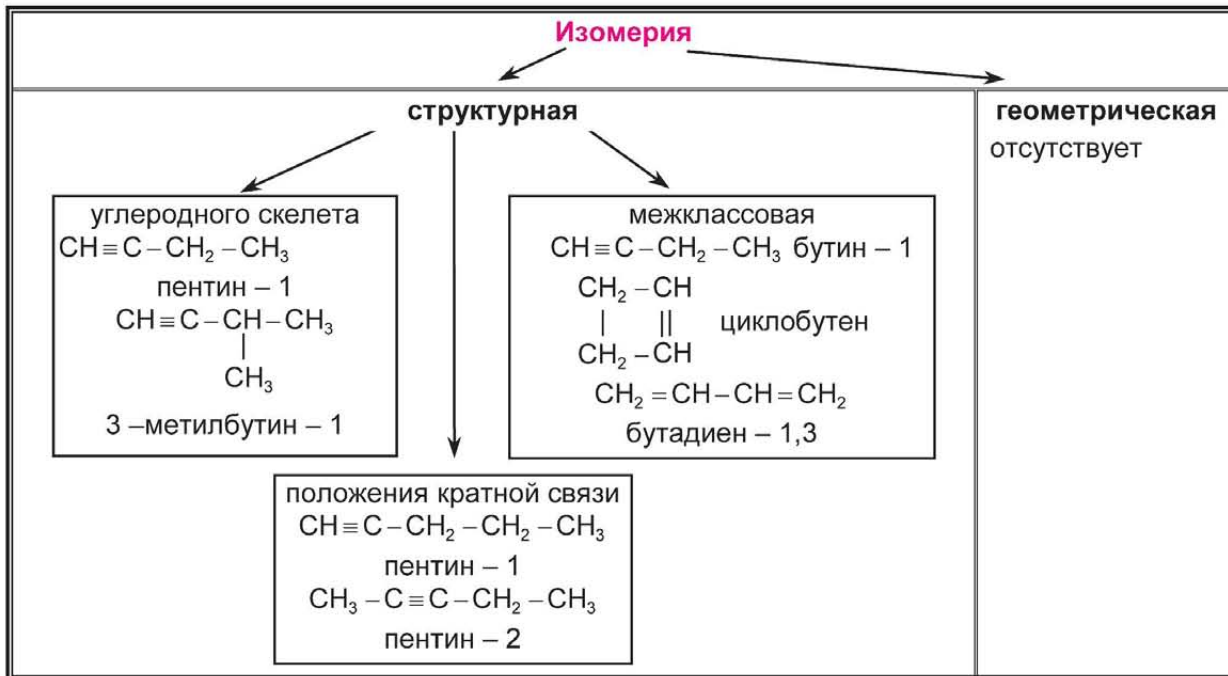 Изомерия
структурная
геометрическая
отсутствует
углеродного скелета
CH≡C–CH₂–CH₃
пентин – 1
CH≡C–CH–CH₃
|
CH₃
3 –метилбутин – 1
межклассовая
CH≡C–CH₂–CH₃ бутин – 1
CH₂–CH
| || циклобутен
CH₂–CH
CH₂=CH–CH=CH₂
бутадиен – 1,3
положения кратной связи
CH≡C–CH₂–CH₂–CH₃
пентин – 1
CH₃–C≡C–CH₂–CH₃
пентин – 2